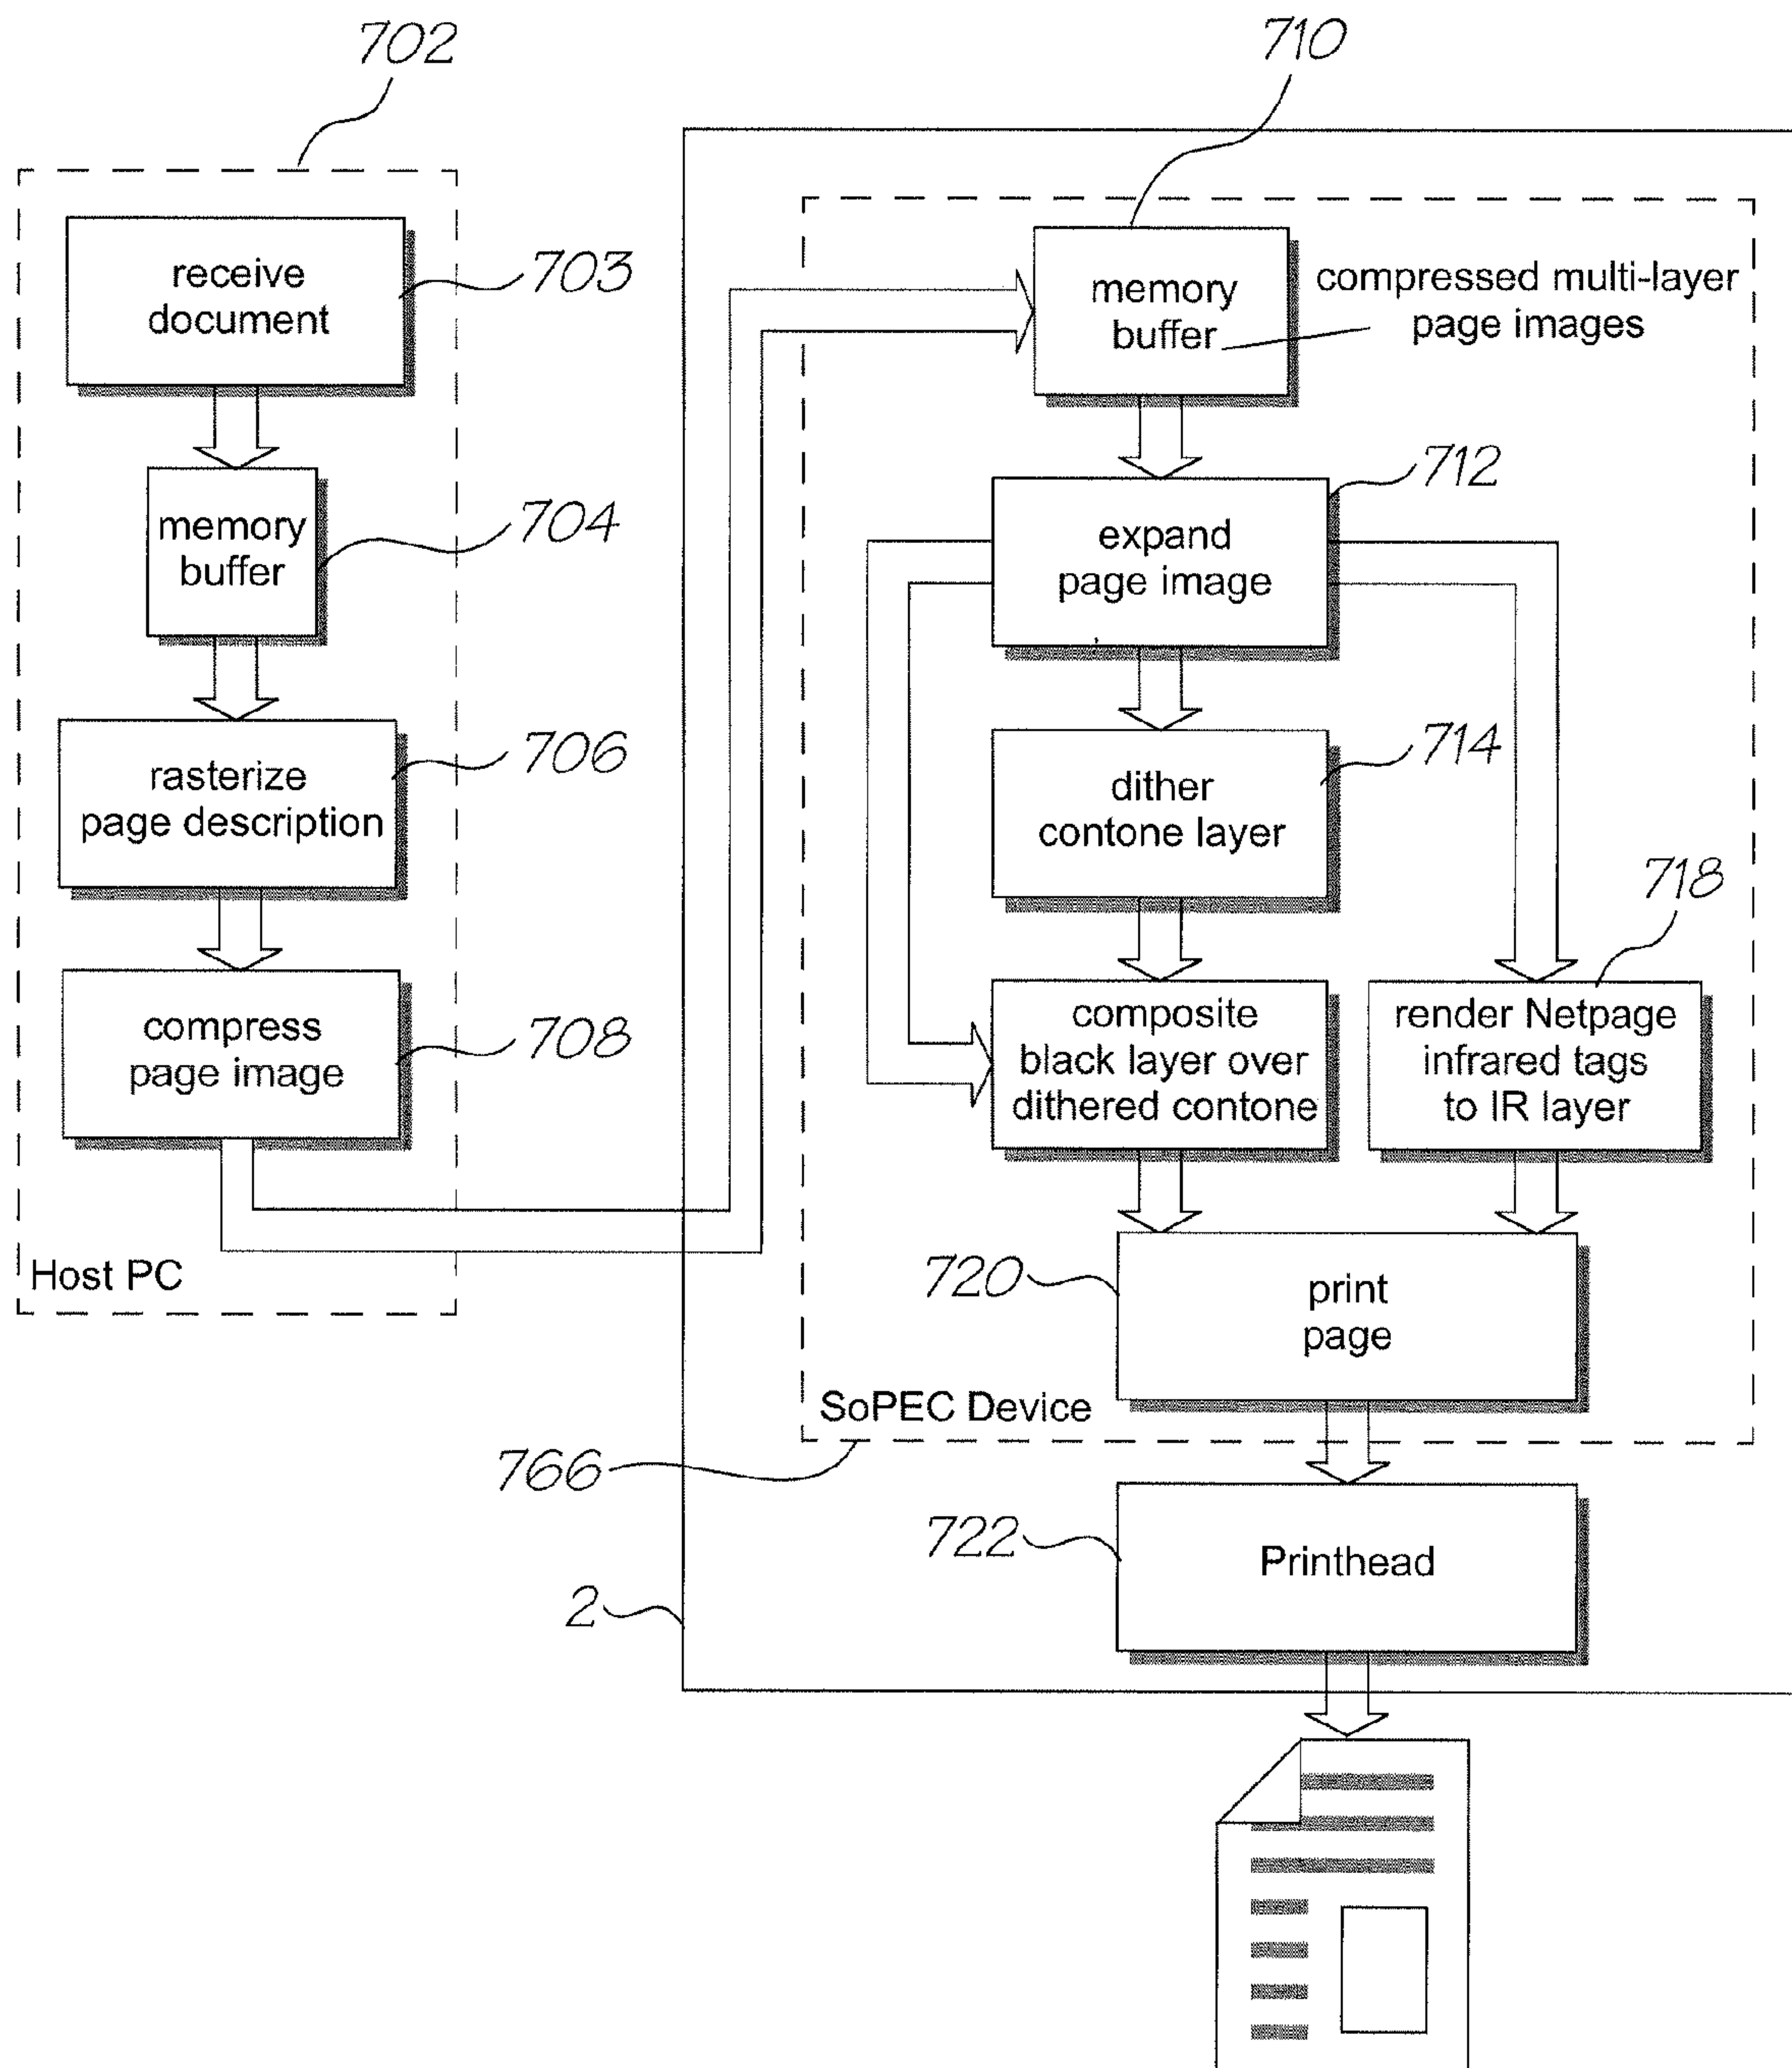 702
710
receive
document
703
memory
buffer
compressed multi-layer
page images
memory
buffer
704
expand
page image
712
rasterize
page description
706
dither
contone layer
714
718
compress
page image
708
composite
black layer over
dithered contone
render Netpage
infrared tags
to IR layer
Host PC
720
print
page
SoPEC Device
766
722
Printhead
2